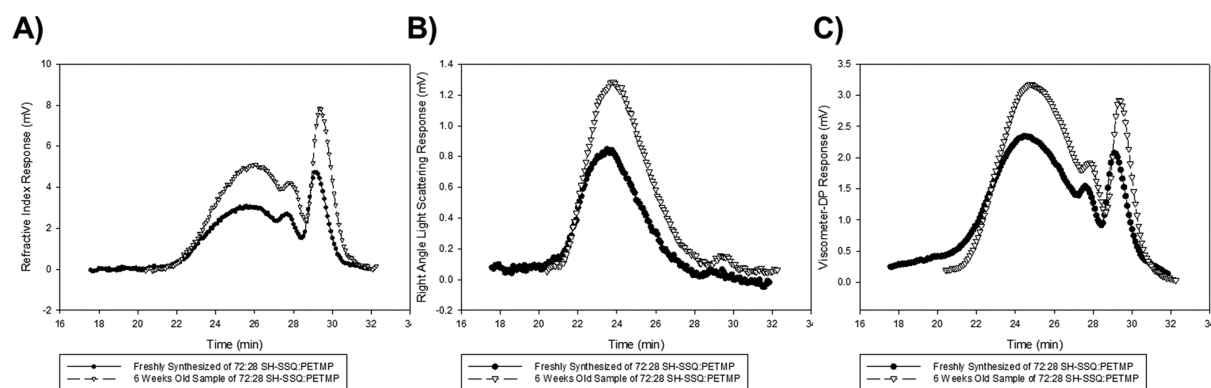 A)
Refractive Index Response (mV)
10
8
6
4
2
0
-2
16 18 20 22 24 26 28 30 32 34
Time (min)
Freshly Synthesized of 72:28 SH-SSQ:PETMP
6 Weeks Old Sample of 72:28 SH-SSQ:PETMP
B)
Right Angle Light Scattering Response (mV)
1.4
1.2
1.0
0.8
0.6
0.4
0.2
0.0
-0.2
16 18 20 22 24 26 28 30 32 34
Time (min)
Freshly Synthesized of 72:28 SH-SSQ:PETMP
6 Weeks Old Sample of 72:28 SH-SSQ:PETMP
C)
Viscometer-DP Response (mV)
3.5
3.0
2.5
2.0
1.5
1.0
0.5
0.0
16 18 20 22 24 26 28 30 32 34
Time (min)
Freshly Synthesized of 72:28 SH-SSQ:PETMP
6 Weeks Old Sample of 72:28 SH-SSQ:PETMP